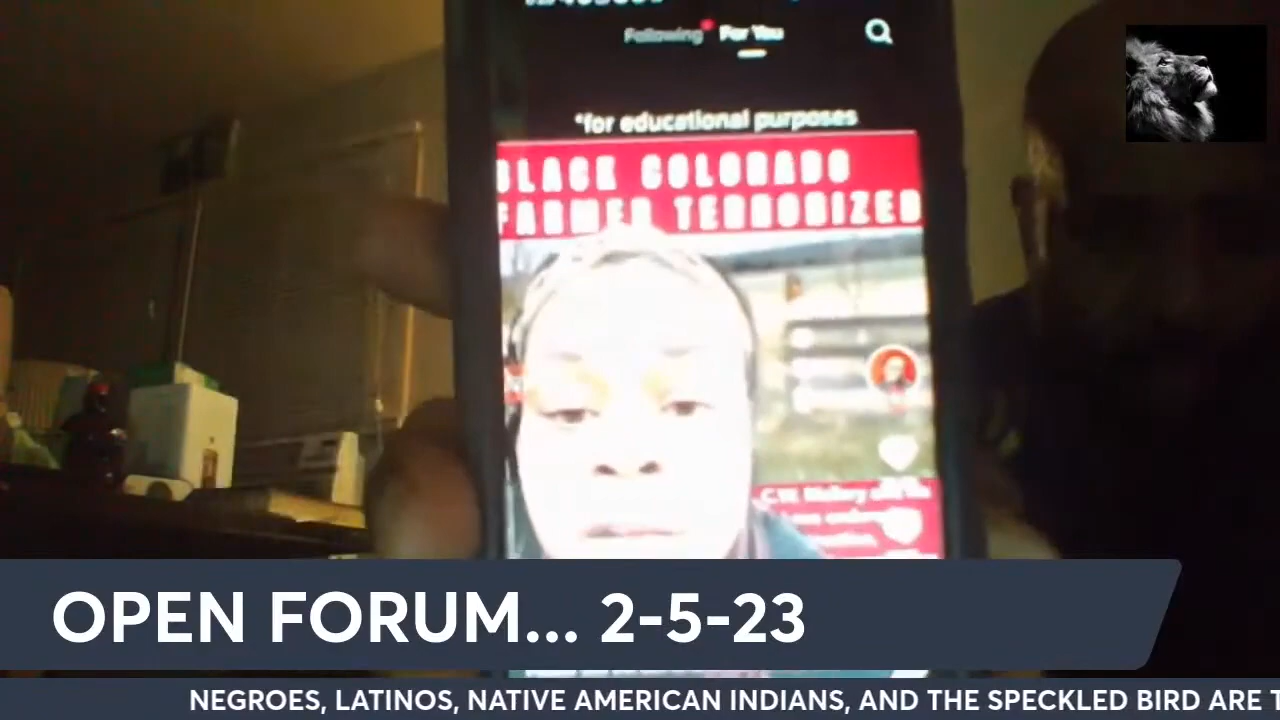 Following For You
*for educational purposes
BLACK COLORADO
FARMER TERRORIZED
OPEN FORUM... 2-5-23
NEGROES, LATINOS, NATIVE AMERICAN INDIANS, AND THE SPECKLED BIRD ARE T